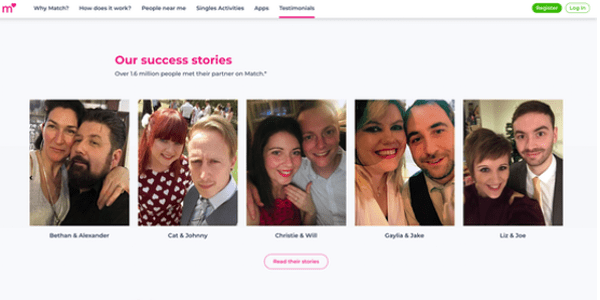 m
Why Match? How does it work? People near me Singles Activities Apps Testimonials Register Log in
Our success stories
Over 1.6 million people met their partner on Match.*
Bethan & Alexander Cat & Johnny Christie & Will Gaylia & Jake Liz & Joe
Read their stories